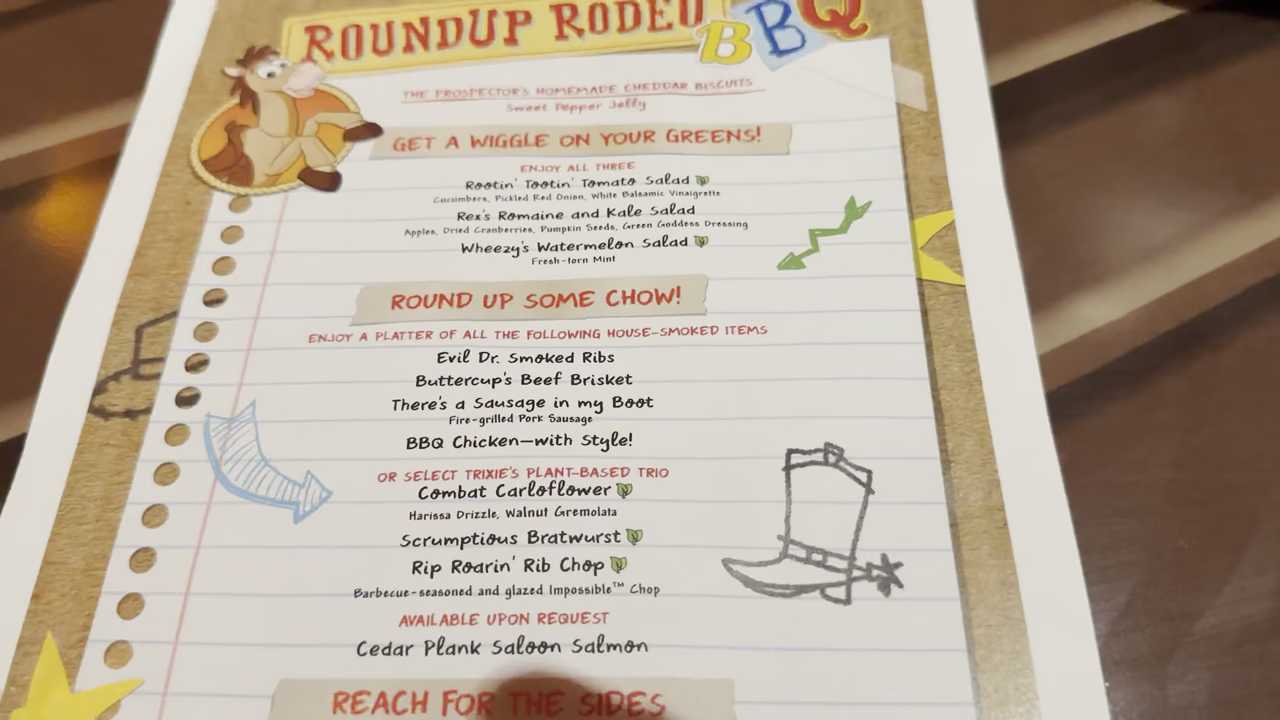 ROUNDUP RODEO BBQ
THE PROSPECTOR'S HOMEMADE CHEDDAR BISCUITS
Sweet Pepper Jelly
GET A WIGGLE ON YOUR GREENS!
ENJOY ALL THREE
Rootin' Tootin' Tomato Salad
Cucumbers, Pickled Red Onion, White Balsamic Vinaigrette
Rex's Romaine and Kale Salad
Apples, Dried Cranberries, Pumpkin Seeds, Green Goddess Dressing
Wheezy's Watermelon Salad
Fresh-torn Mint
ROUND UP SOME CHOW!
ENJOY A PLATTER OF ALL THE FOLLOWING HOUSE-SMOKED ITEMS
Evil Dr. Smoked Ribs
Buttercup's Beef Brisket
There's a Sausage in my Boot
Fire-grilled Pork Sausage
BBQ Chicken—with Style!
OR SELECT TRIXIE'S PLANT-BASED TRIO
Combat Carloflower
Harissa Drizzle, Walnut Gremolata
Scrumptious Bratwurst
Rip Roarin' Rib Chop
Barbecue-seasoned and glazed Impossible™ Chop
AVAILABLE UPON REQUEST
Cedar Plank Saloon Salmon
REACH FOR THE SIDES